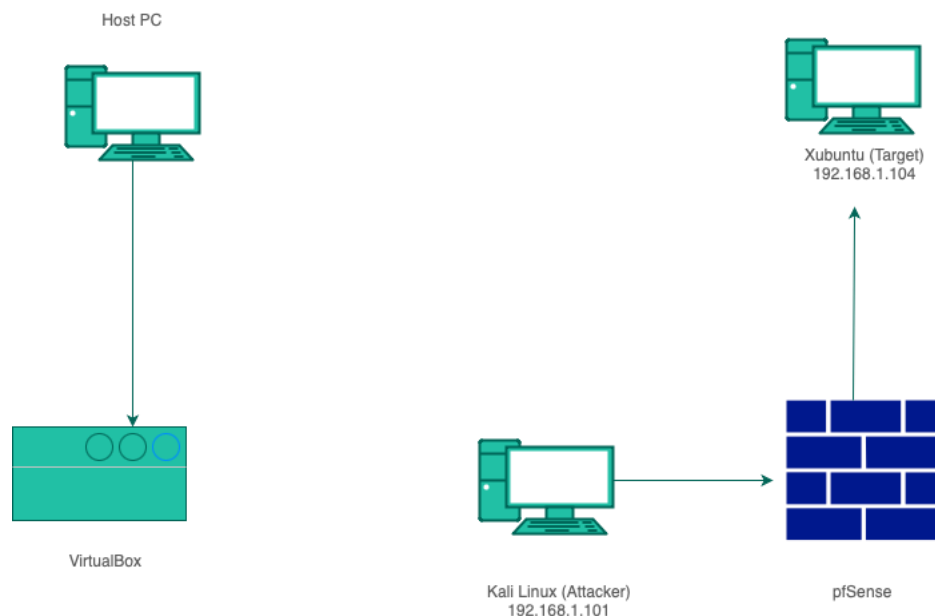 Host PC
Xubuntu (Target)
192.168.1.104
VirtualBox
Kali Linux (Attacker)
192.168.1.101
pfSense